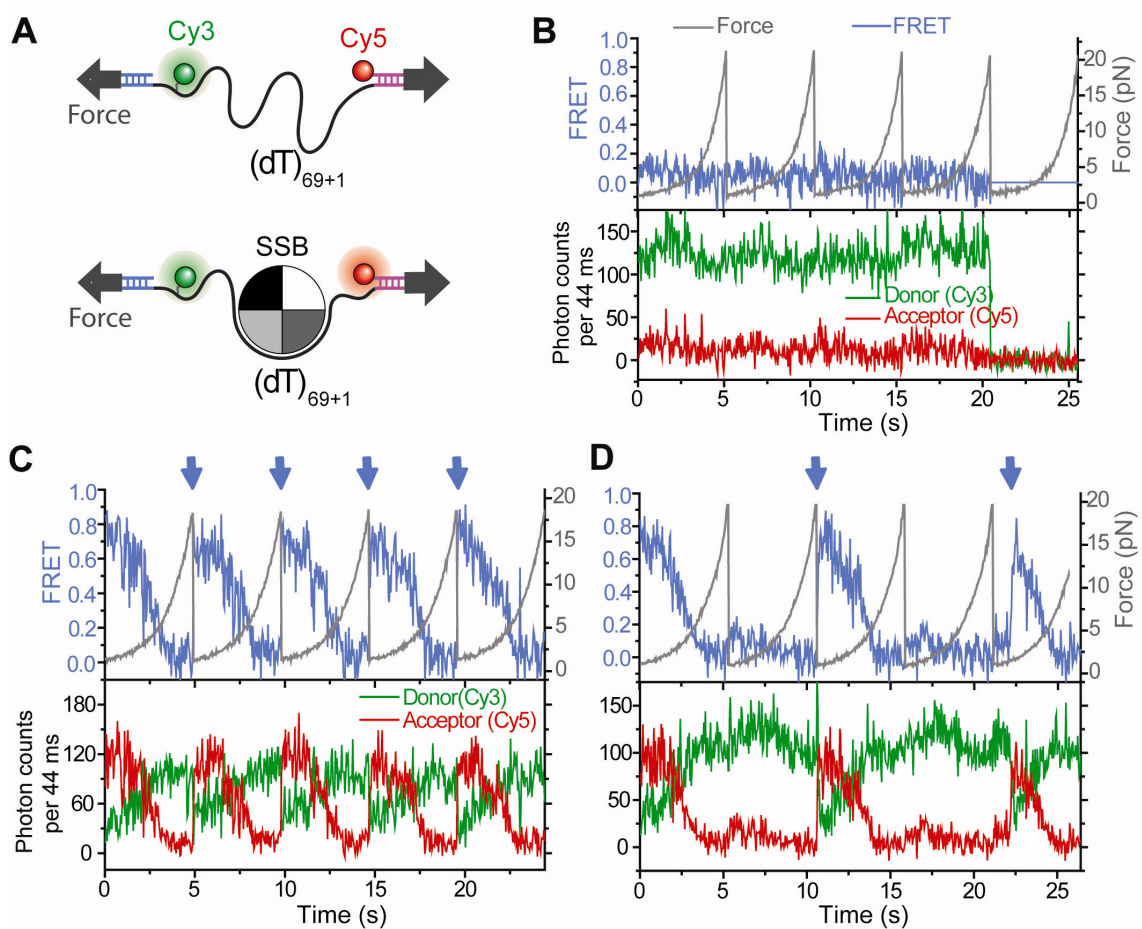 A
Cy3
Cy5
Force
(dT)69+1
SSB
Force
(dT)69+1
B
Force
FRET
1.0
0.8
0.6
0.4
0.2
0.0
FRET
20
15
10
5
0
Force (pN)
150
100
50
0
Photon counts
per 44 ms
Donor (Cy3)
Acceptor (Cy5)
0
5
10
15
20
25
Time (s)
C
1.0
0.8
0.6
0.4
0.2
0.0
FRET
20
15
10
5
0
180
120
60
0
Photon counts
per 44 ms
Donor(Cy3)
Acceptor (Cy5)
0
5
10
15
20
Time (s)
D
1.0
0.8
0.6
0.4
0.2
0.0
20
15
10
5
0
Force (pN)
150
100
50
0
0
5
10
15
20
25
Time (s)